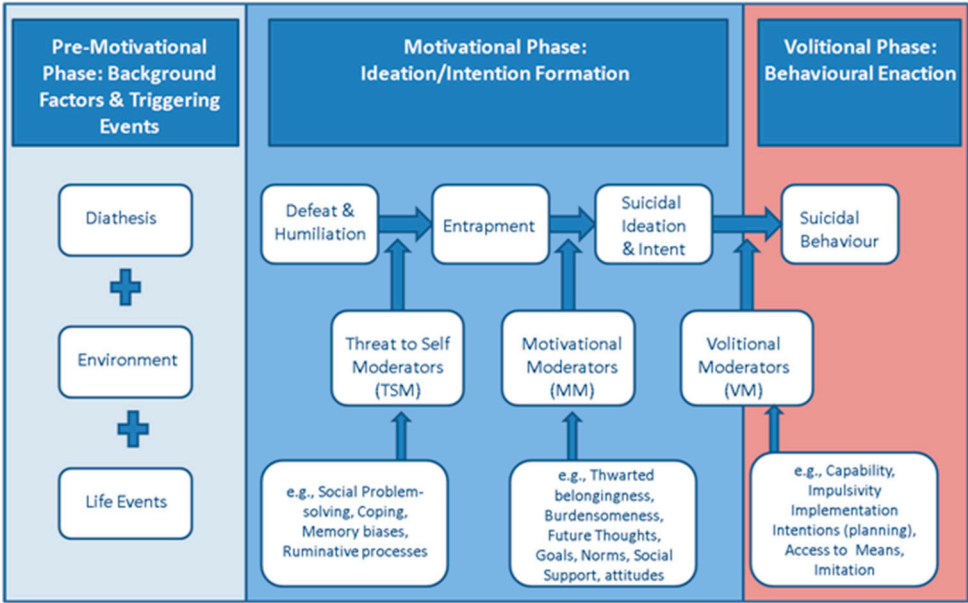 Pre-Motivational
Phase: Background
Factors & Triggering
Events
Motivational Phase:
Ideation/Intention Formation
Volitional Phase:
Behavioural Enaction
Diathesis
Environment
Life Events
Defeat &
Humiliation
Entrapment
Suicidal
Ideation
& Intent
Suicidal
Behaviour
Threat to Self
Moderators
(TSM)
Motivational
Moderators
(MM)
Volitional
Moderators
(VM)
e.g., Social Problem-
solving, Coping,
Memory biases,
Ruminative processes
e.g., Thwarted
belongingness,
Burdensomeness,
Future Thoughts,
Goals, Norms, Social
Support, attitudes
e.g., Capability,
Impulsivity
Implementation
Intentions (planning),
Access to Means,
Imitation